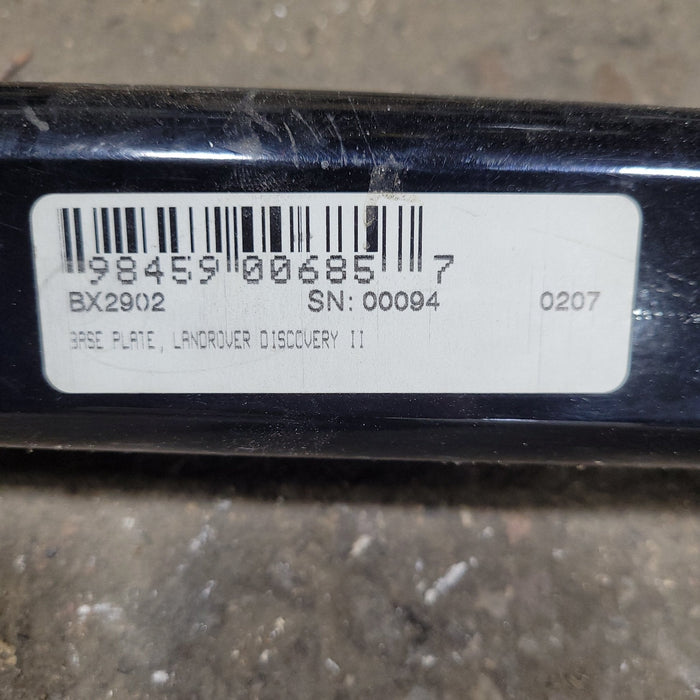 98459 00685 7
BX2902 SN: 00094 0207
BASE PLATE, LANDROVER DISCOVERY II